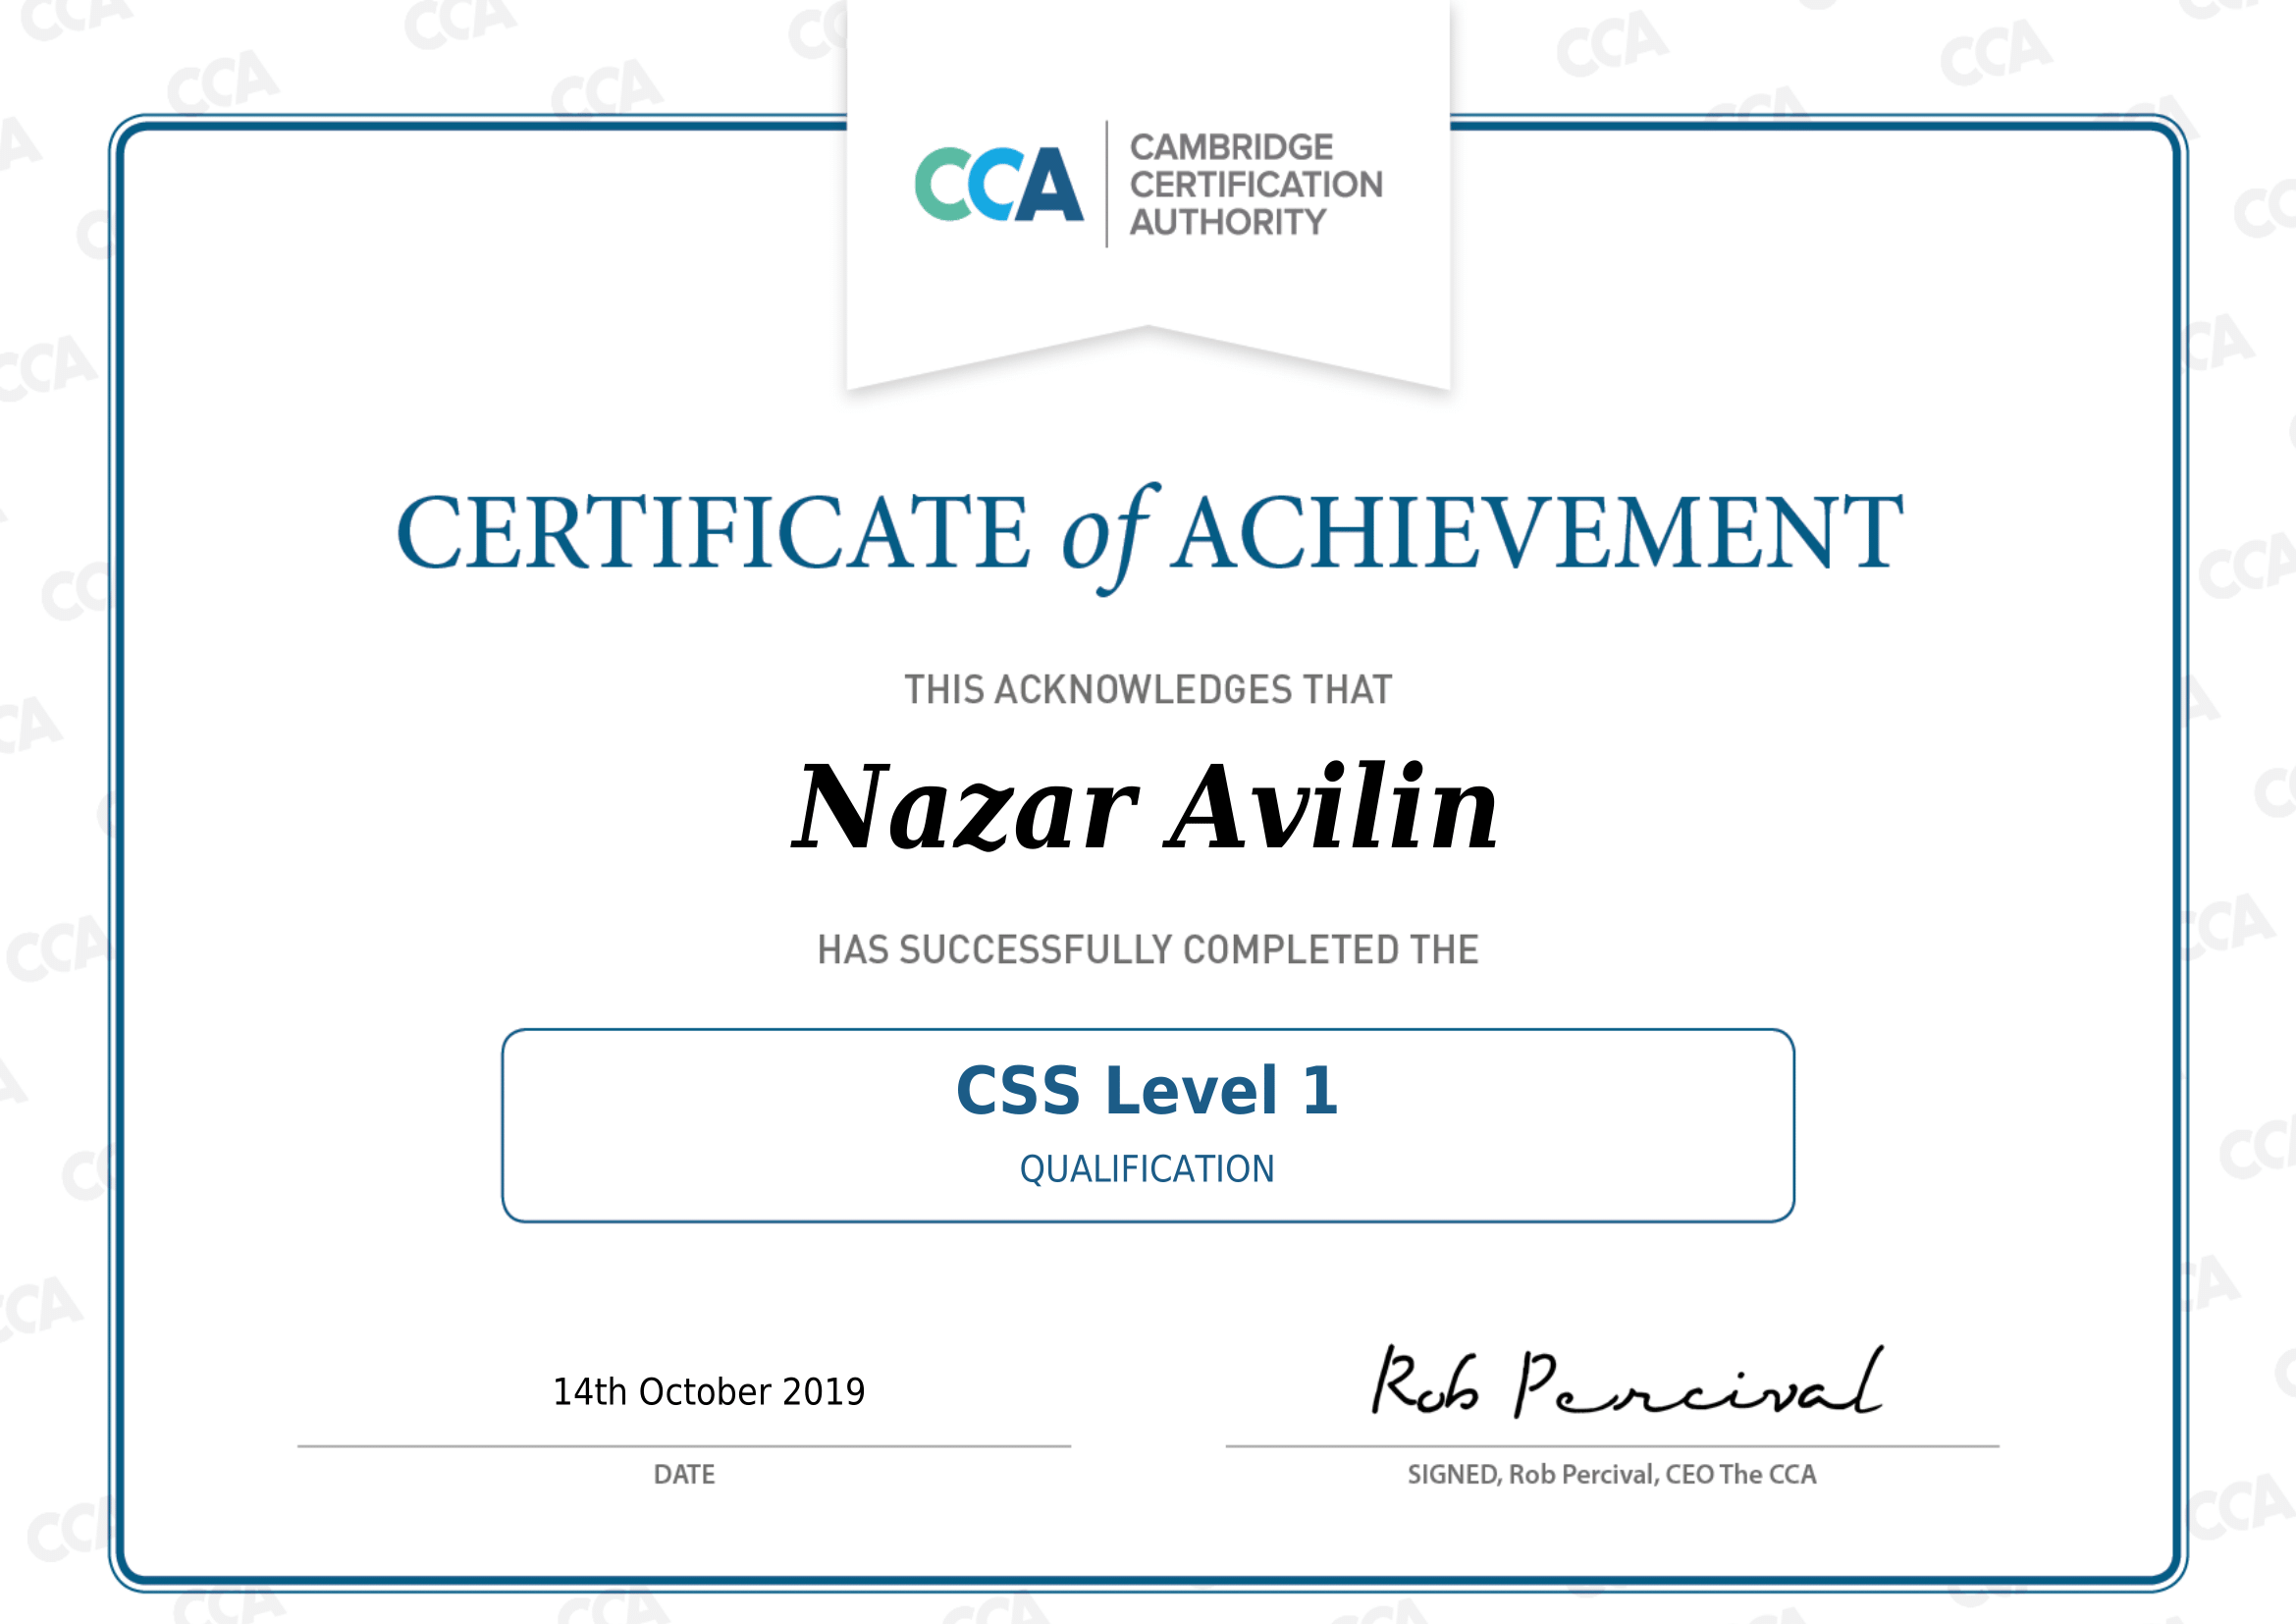 CCA
CAMBRIDGE
CERTIFICATION
AUTHORITY
CERTIFICATE of ACHIEVEMENT
THIS ACKNOWLEDGES THAT
Nazar Avilin
HAS SUCCESSFULLY COMPLETED THE
CSS Level 1
QUALIFICATION
14th October 2019
Rob Percival
DATE
SIGNED, Rob Percival, CEO The CCA